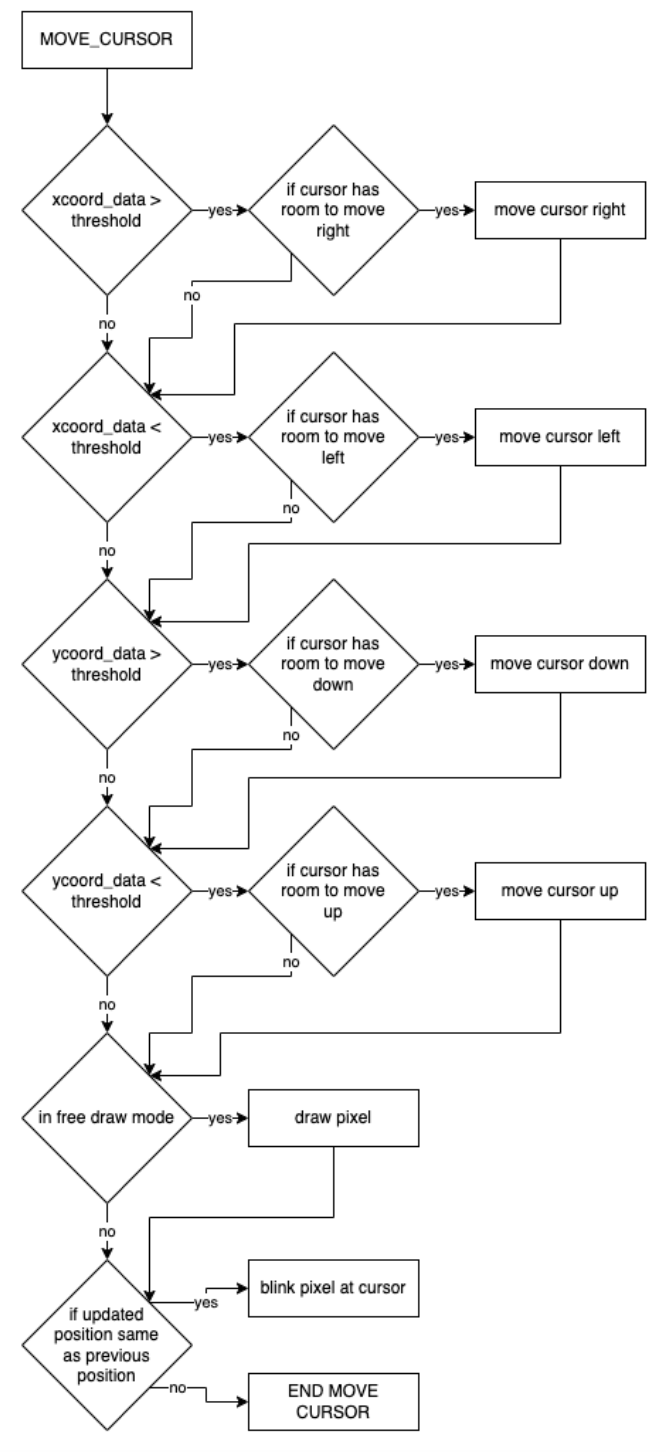 MOVE_CURSOR
xcoord_data >
threshold
yes
if cursor has
room to move
right
yes
move cursor right
no
no
xcoord_data <
threshold
yes
if cursor has
room to move
left
yes
move cursor left
no
no
ycoord_data >
threshold
yes
if cursor has
room to move
down
yes
move cursor down
no
no
ycoord_data <
threshold
yes
if cursor has
room to move
up
yes
move cursor up
no
no
in free draw mode
yes
draw pixel
no
if updated
position same
as previous
position
yes
blink pixel at cursor
no
END MOVE
CURSOR